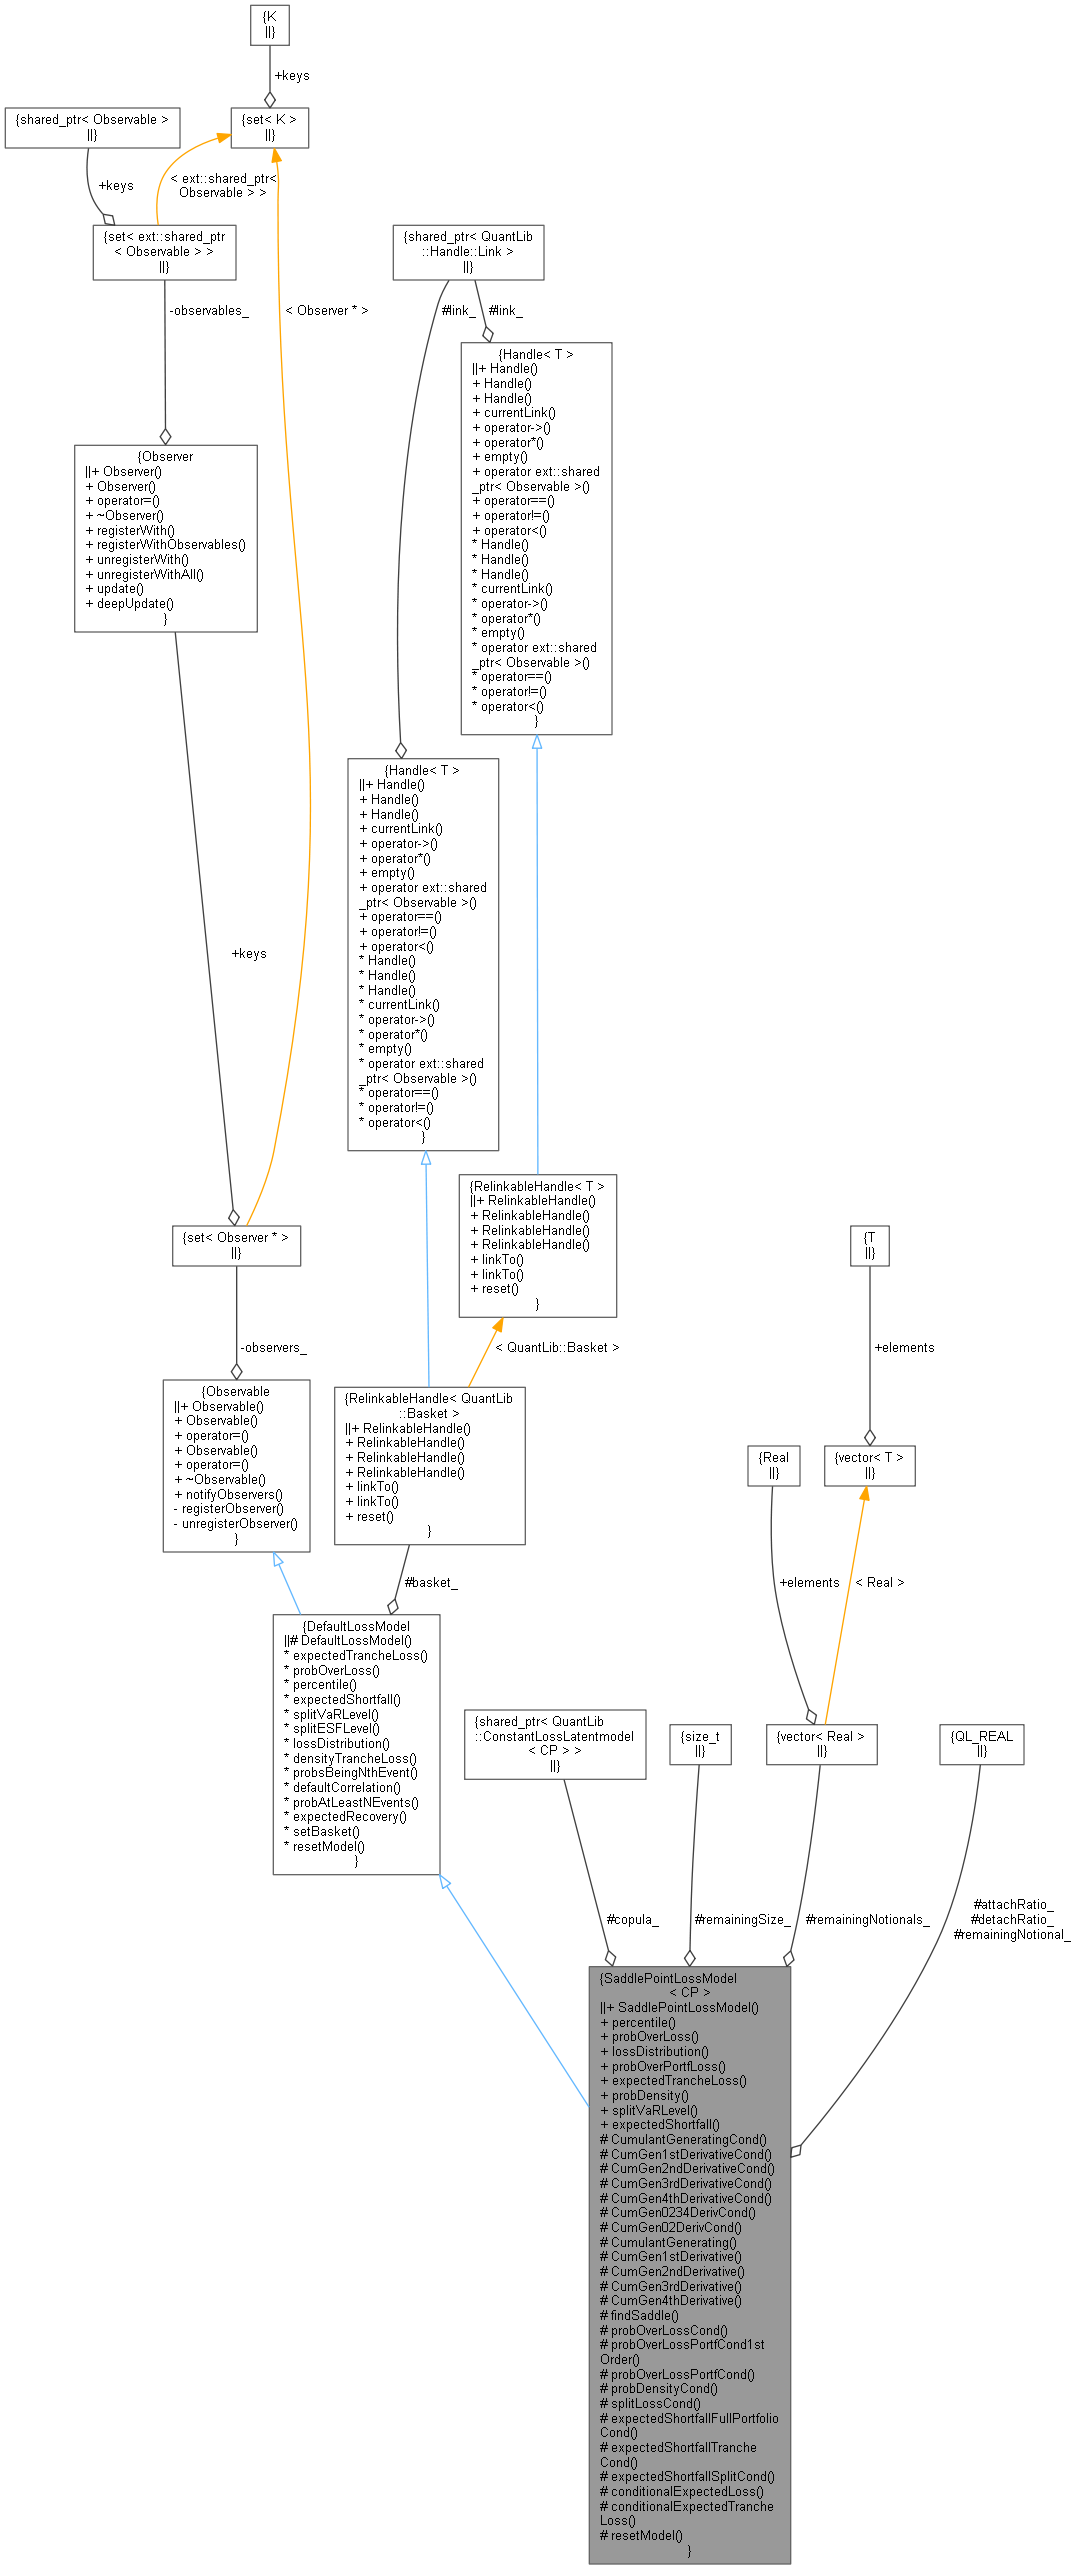 {K
||}
+keys
{shared_ptr< Observable >
||}
{set< K >
||}
+keys
< ext::shared_ptr<
Observable > >
{set< ext::shared_ptr
< Observable > >
||}
{shared_ptr< QuantLib
::Handle::Link >
||}
-observables_
< Observer * >
#link_
#link_
{Handle< T >
||+ Handle()
+ Handle()
+ Handle()
+ currentLink()
+ operator->()
+ operator*()
+ empty()
+ operator ext::shared
_ptr< Observable >()
+ operator==()
+ operator!=()
+ operator<()
* Handle()
* Handle()
* Handle()
* currentLink()
* operator->()
* operator*()
* empty()
* operator ext::shared
_ptr< Observable >()
* operator==()
* operator!=()
* operator<()
}
{Observer
||+ Observer()
+ Observer()
+ operator=()
+ ~Observer()
+ registerWith()
+ registerWithObservables()
+ unregisterWith()
+ unregisterWithAll()
+ update()
+ deepUpdate()
}
{Handle< T >
||+ Handle()
+ Handle()
+ Handle()
+ currentLink()
+ operator->()
+ operator*()
+ empty()
+ operator ext::shared
_ptr< Observable >()
+ operator==()
+ operator!=()
+ operator<()
* Handle()
* Handle()
* Handle()
* currentLink()
* operator->()
* operator*()
* empty()
* operator ext::shared
_ptr< Observable >()
* operator==()
* operator!=()
* operator<()
}
+keys
{RelinkableHandle< T >
||+ RelinkableHandle()
+ RelinkableHandle()
+ RelinkableHandle()
+ RelinkableHandle()
+ linkTo()
+ linkTo()
+ reset()
}
{set< Observer * >
||}
{T
||}
-observers_
< QuantLib::Basket >
+elements
{Observable
||+ Observable()
+ Observable()
+ operator=()
+ Observable()
+ operator=()
+ ~Observable()
+ notifyObservers()
- registerObserver()
- unregisterObserver()
}
{RelinkableHandle< QuantLib
::Basket >
||+ RelinkableHandle()
+ RelinkableHandle()
+ RelinkableHandle()
+ RelinkableHandle()
+ linkTo()
+ linkTo()
+ reset()
}
{Real
||}
{vector< T >
||}
#basket_
+elements
< Real >
{DefaultLossModel
||# DefaultLossModel()
* expectedTrancheLoss()
* probOverLoss()
* percentile()
* expectedShortfall()
* splitVaRLevel()
* splitESFLevel()
* lossDistribution()
* densityTrancheLoss()
* probsBeingNthEvent()
* defaultCorrelation()
* probAtLeastNEvents()
* expectedRecovery()
* setBasket()
* resetModel()
}
{shared_ptr< QuantLib
::ConstantLossLatentmodel
< CP > >
||}
{size_t
||}
{vector< Real >
||}
{QL_REAL
||}
#copula_
#remainingSize_
#remainingNotionals_
#attachRatio_
#detachRatio_
#remainingNotional_
{SaddlePointLossModel
< CP >
||+ SaddlePointLossModel()
+ percentile()
+ probOverLoss()
+ lossDistribution()
+ probOverPortfLoss()
+ expectedTrancheLoss()
+ probDensity()
+ splitVaRLevel()
+ expectedShortfall()
# CumulantGeneratingCond()
# CumGen1stDerivativeCond()
# CumGen2ndDerivativeCond()
# CumGen3rdDerivativeCond()
# CumGen4thDerivativeCond()
# CumGen0234DerivCond()
# CumGen02DerivCond()
# CumulantGenerating()
# CumGen1stDerivative()
# CumGen2ndDerivative()
# CumGen3rdDerivative()
# CumGen4thDerivative()
# findSaddle()
# probOverLossCond()
# probOverLossPortfCond1st
Order()
# probOverLossPortfCond()
# probDensityCond()
# splitLossCond()
# expectedShortfallFullPortfolio
Cond()
# expectedShortfallTranche
Cond()
# expectedShortfallSplitCond()
# conditionalExpectedLoss()
# conditionalExpectedTranche
Loss()
# resetModel()
}